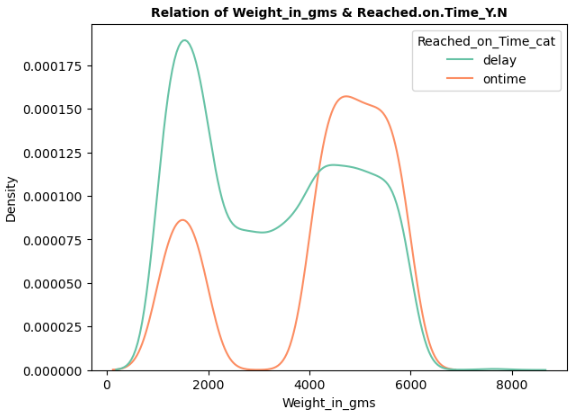 Relation of Weight_in_gms & Reached.on.Time_Y.N
Reached_on_Time_cat
delay
ontime
0.000175
0.000150
0.000125
0.000100
0.000075
0.000050
0.000025
0.000000
Density
0 2000 4000 6000 8000
Weight_in_gms